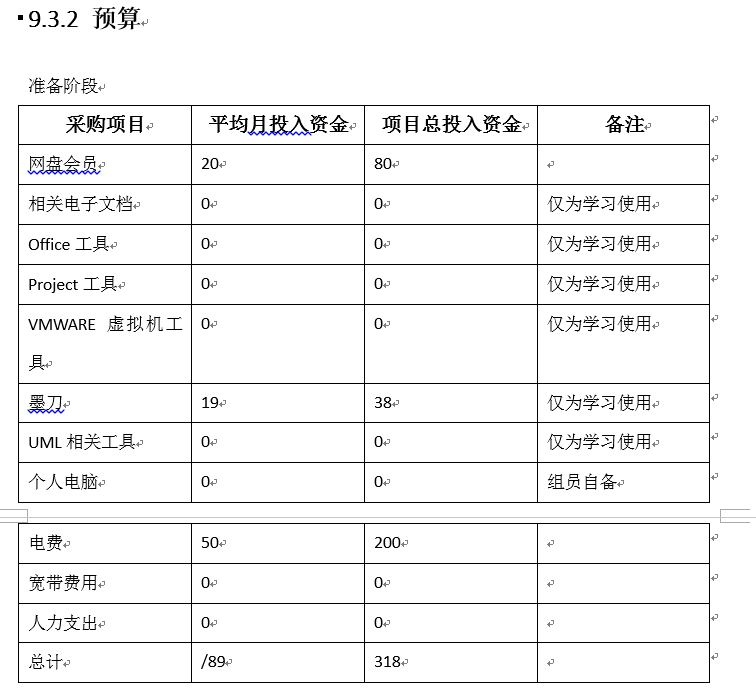 9.3.2 预算
准备阶段
采购项目 平均月投入资金 项目总投入资金 备注
网盘会员 20 80
相关电子文档 0 0 仅为学习使用
Office 工具 0 0 仅为学习使用
Project 工具 0 0 仅为学习使用
VMWARE 虚拟机工 0 0 仅为学习使用
具
墨刀 19 38 仅为学习使用
UML 相关工具 0 0 仅为学习使用
个人电脑 0 0 组员自备
电费 50 200
宽带费用 0 0
人力支出 0 0
总计 /89 318